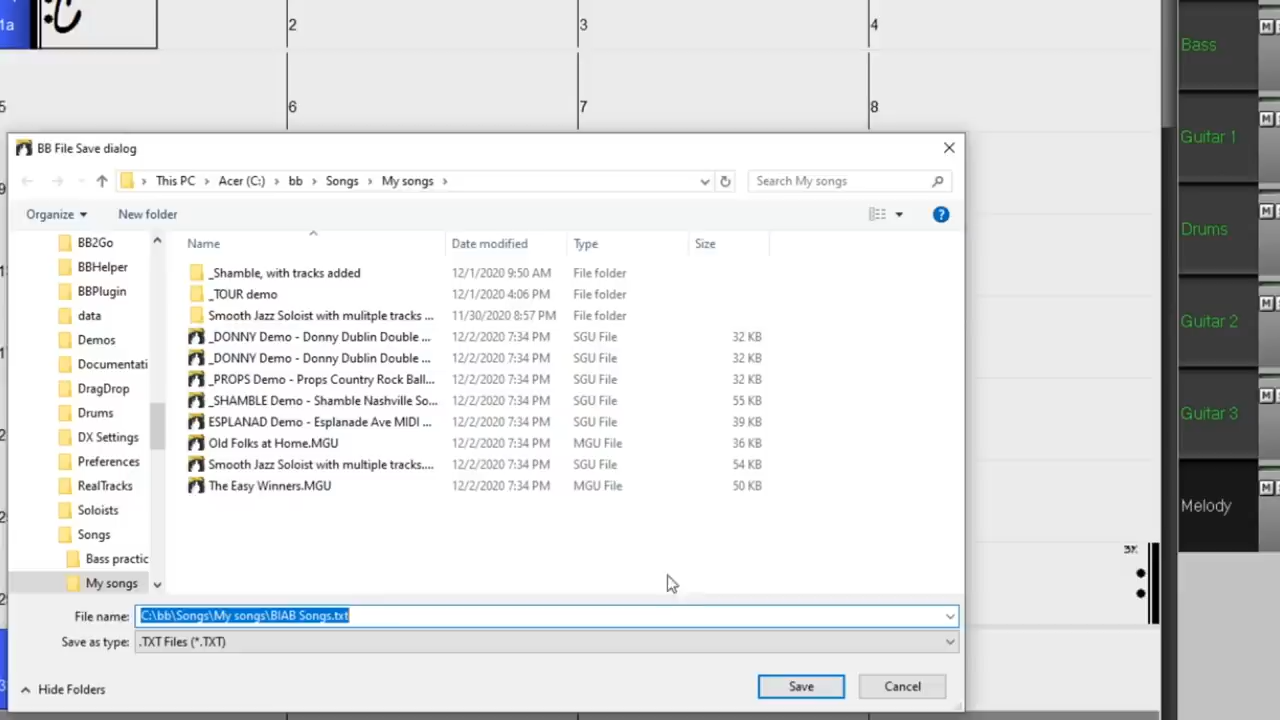 1a
2
3
4
Bass
M
5
6
7
8
Guitar 1
M
BB File Save dialog
This PC > Acer (C:) > bb > Songs > My songs >
Search My songs
Organize
New folder
?
M
Drums
BB2Go
BBHelper
BBPlugin
data
Demos
Documentati
DragDrop
Drums
DX Settings
Preferences
RealTracks
Soloists
Songs
Bass practic
My songs
Name Date modified Type Size
_Shamble, with tracks added 12/1/2020 9:50 AM File folder
_TOUR demo 12/1/2020 4:06 PM File folder
Smooth Jazz Soloist with mulitple tracks ... 11/30/2020 8:57 PM File folder
_DONNY Demo - Donny Dublin Double ... 12/2/2020 7:34 PM SGU File 32 KB
_DONNY Demo - Donny Dublin Double ... 12/2/2020 7:34 PM SGU File 32 KB
_PROPS Demo - Props Country Rock Ball... 12/2/2020 7:34 PM SGU File 32 KB
_SHAMBLE Demo - Shamble Nashville So... 12/2/2020 7:34 PM SGU File 55 KB
ESPLANAD Demo - Esplanade Ave MIDI ... 12/2/2020 7:34 PM SGU File 39 KB
Old Folks at Home.MGU 12/2/2020 7:34 PM MGU File 36 KB
Smooth Jazz Soloist with multiple tracks.... 12/2/2020 7:34 PM SGU File 54 KB
The Easy Winners.MGU 12/2/2020 7:34 PM MGU File 50 KB
M
Guitar 2
M
Guitar 3
M
Melody
3X
File name: C:\bb\Songs\My songs\BIAB Songs.txt
Save as type: .TXT Files (*.TXT)
Hide Folders
Save
Cancel